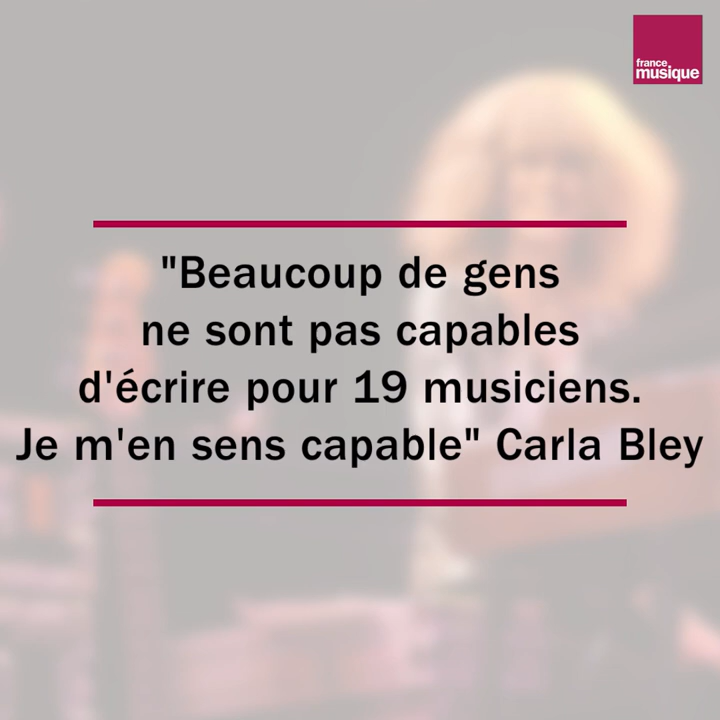 france
musique
"Beaucoup de gens
ne sont pas capables
d'écrire pour 19 musiciens.
Je m'en sens capable" Carla Bley